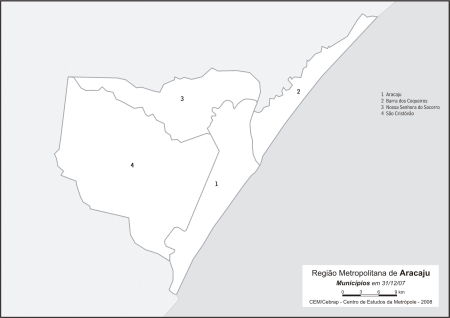 3
2
1 Aracaju
2 Barra dos Coqueiros
3 Nossa Senhora do Socorro
4 São Cristóvão
4
1
Região Metropolitana de Aracaju
Municípios em 31/12/07
0 3 6 9 km
CEM/Cebrap - Centro de Estudos da Metrópole - 2008